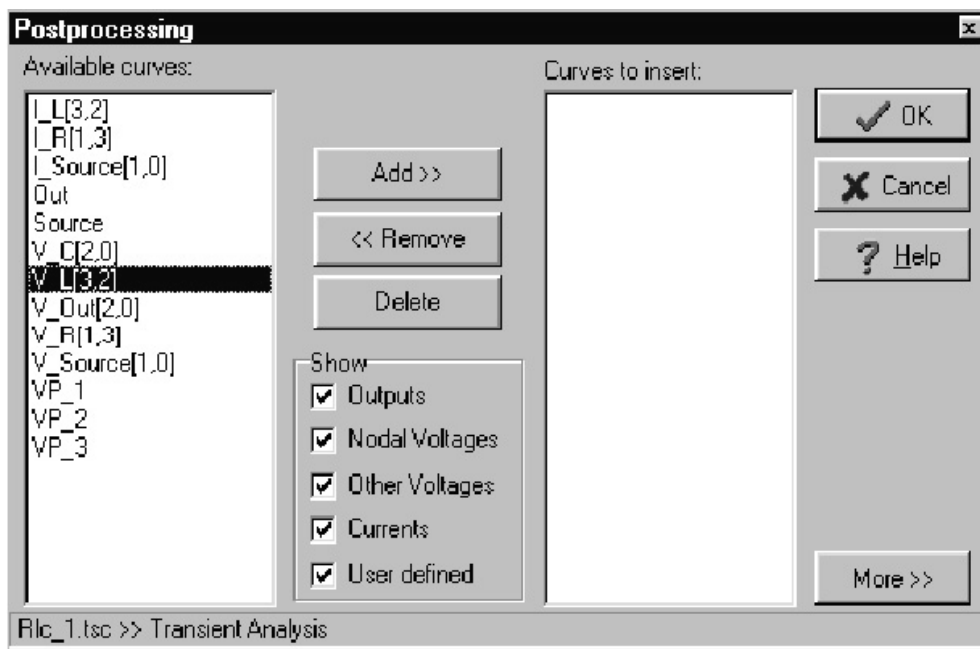 Postprocessing
Available curves:
I_L[3,2]
I_R[1,3]
I_Source[1,0]
Out
Source
V_C[2,0]
V_L[3,2]
V_Out[2,0]
V_R[1,3]
V_Source[1,0]
VP_1
VP_2
VP_3
Add >>
<< Remove
Delete
Show
Outputs
Nodal Voltages
Other Voltages
Currents
User defined
Curves to insert:
OK
Cancel
Help
More >>
Rlc_1.tsc >> Transient Analysis